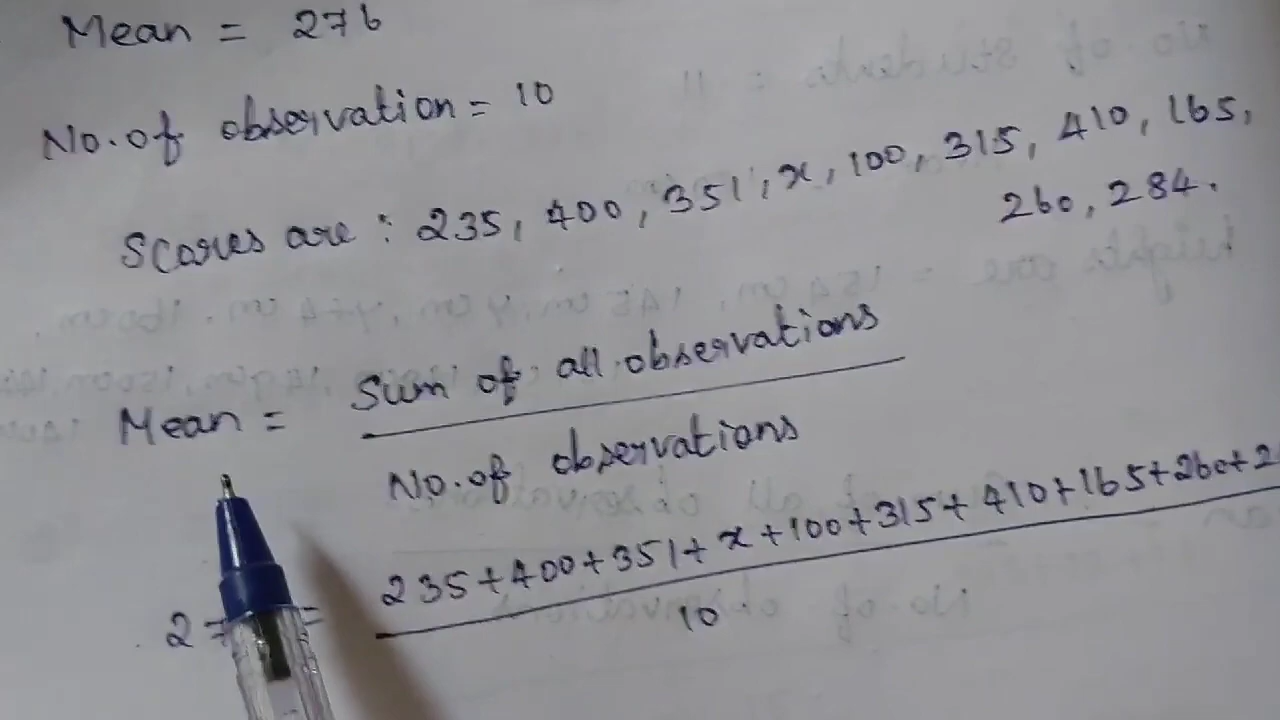 Mean = 276
No. of observation = 10
Scores are : 235, 400, 351, x, 100, 315, 410, 165,
260, 284.
Mean = Sum of all observations
No. of observations
2 = 235+400+351+x+100+315+410+165+260+2
10